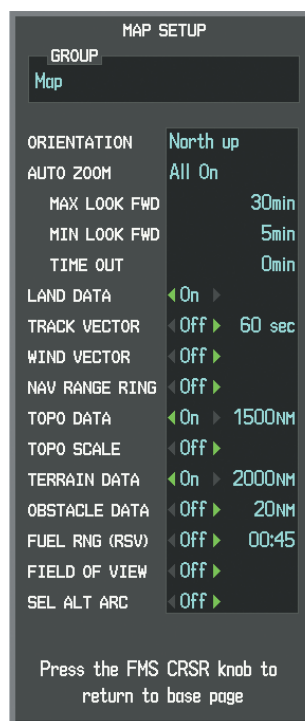 MAP SETUP
GROUP
Map
ORIENTATION North up
AUTO ZOOM All On
MAX LOOK FWD 30min
MIN LOOK FWD 5min
TIME OUT 0min
LAND DATA On
TRACK VECTOR Off 60 sec
WIND VECTOR Off
NAV RANGE RING Off
TOPO DATA On 1500NM
TOPO SCALE Off
TERRAIN DATA On 2000NM
OBSTACLE DATA Off 20NM
FUEL RNG (RSV) Off 00:45
FIELD OF VIEW Off
SEL ALT ARC Off
Press the FMS CRSR knob to
return to base page